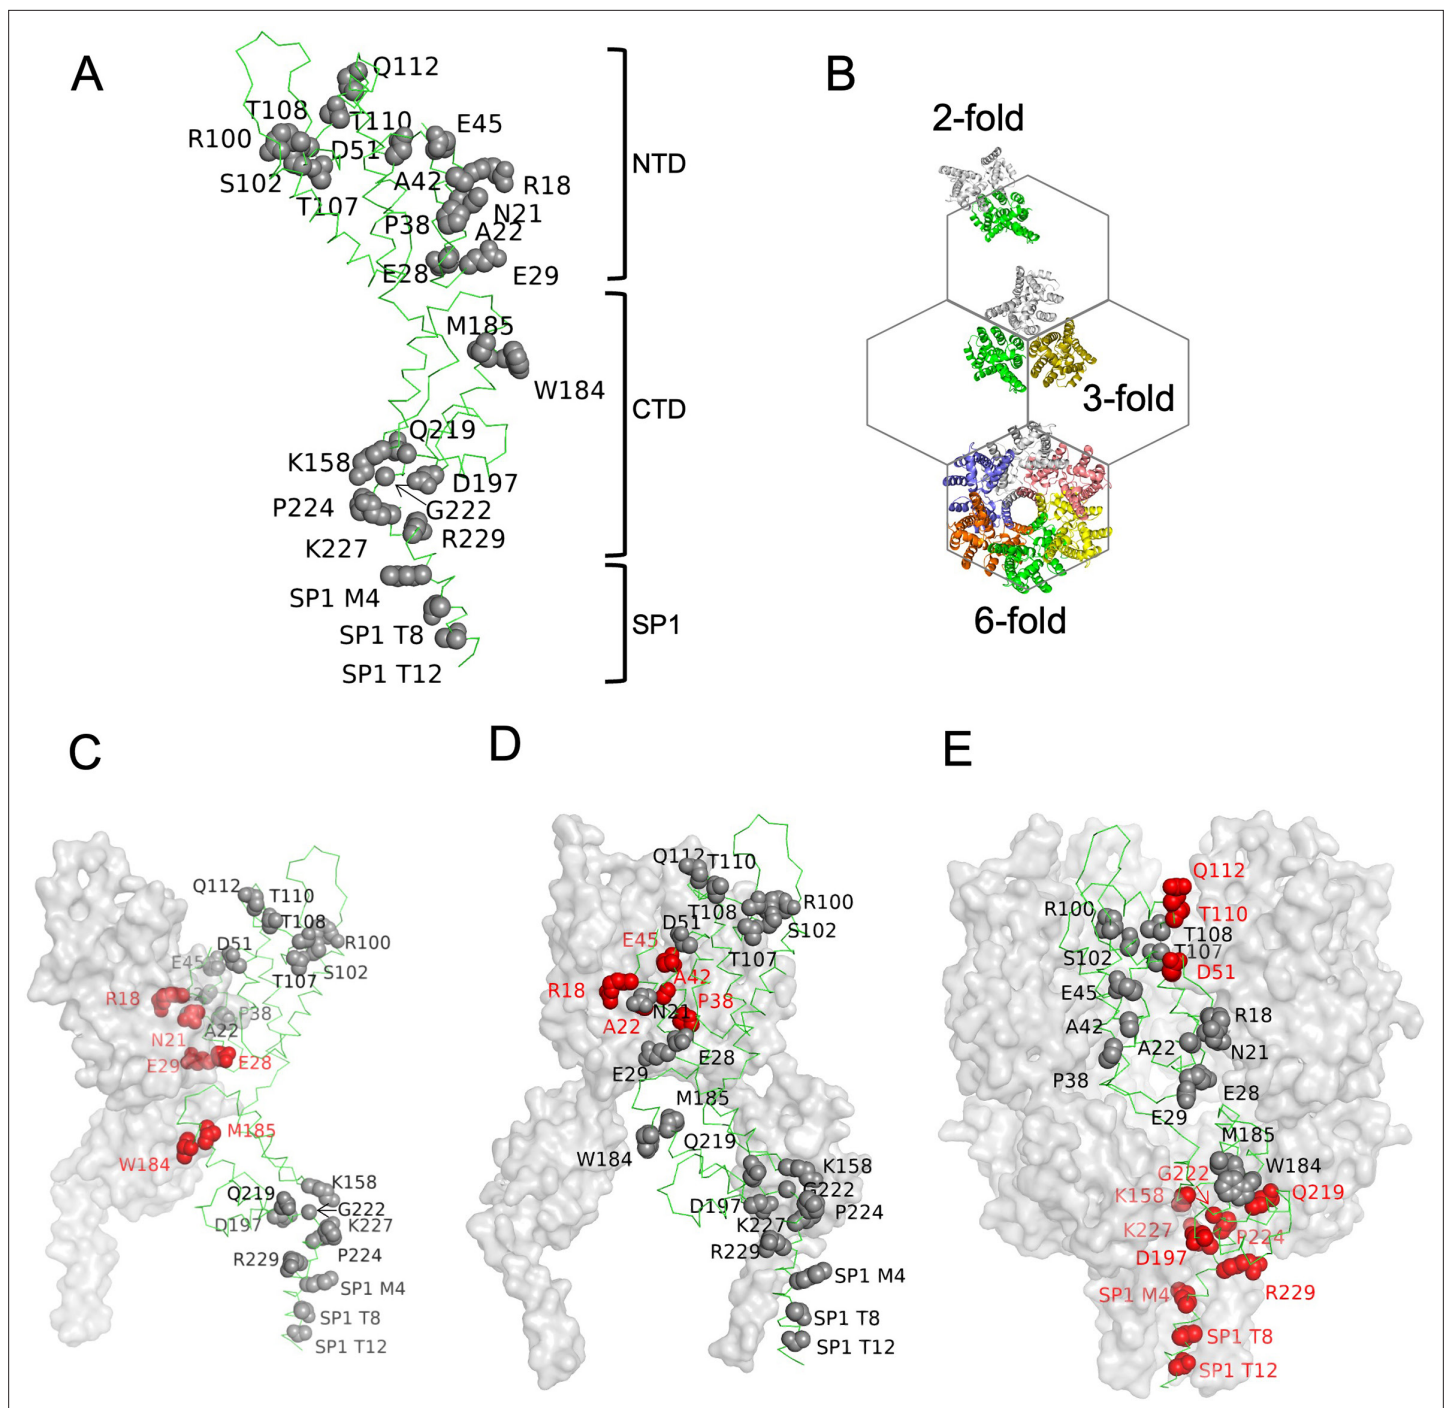 A
Q112
T108
T110
E45
R100
D51
S102
A42
R18
T107
N21
P38
A22
E28
E29
NTD
M185
W184
CTD
Q219
K158
D197
P224
G222
R229
K227
SP1 M4
SP1 T8
SP1
SP1 T12
B
2-fold
3-fold
6-fold
C
Q112
T110
T108
D51
R100
E45
S102
T107
R18
P38
N21
A22
E29
E28
M185
W184
K158
Q219
G222
D197
K227
P224
R229
SP1 M4
SP1 T8
SP1 T12
D
Q112
T110
R100
T108
D51
S102
E45
T107
A42
R18
P38
N21
A22
E28
E29
M185
Q219
W184
K158
G222
D197
P224
K227
R229
SP1 M4
SP1 T8
SP1 T12
E
Q112
R100
T110
T108
T107
S102
D51
E45
R18
A42
A22
N21
P38
E28
E29
M185
W184
G222
K158
Q219
K227
P224
D197
R229
SP1 M4
SP1 T8
SP1 T12